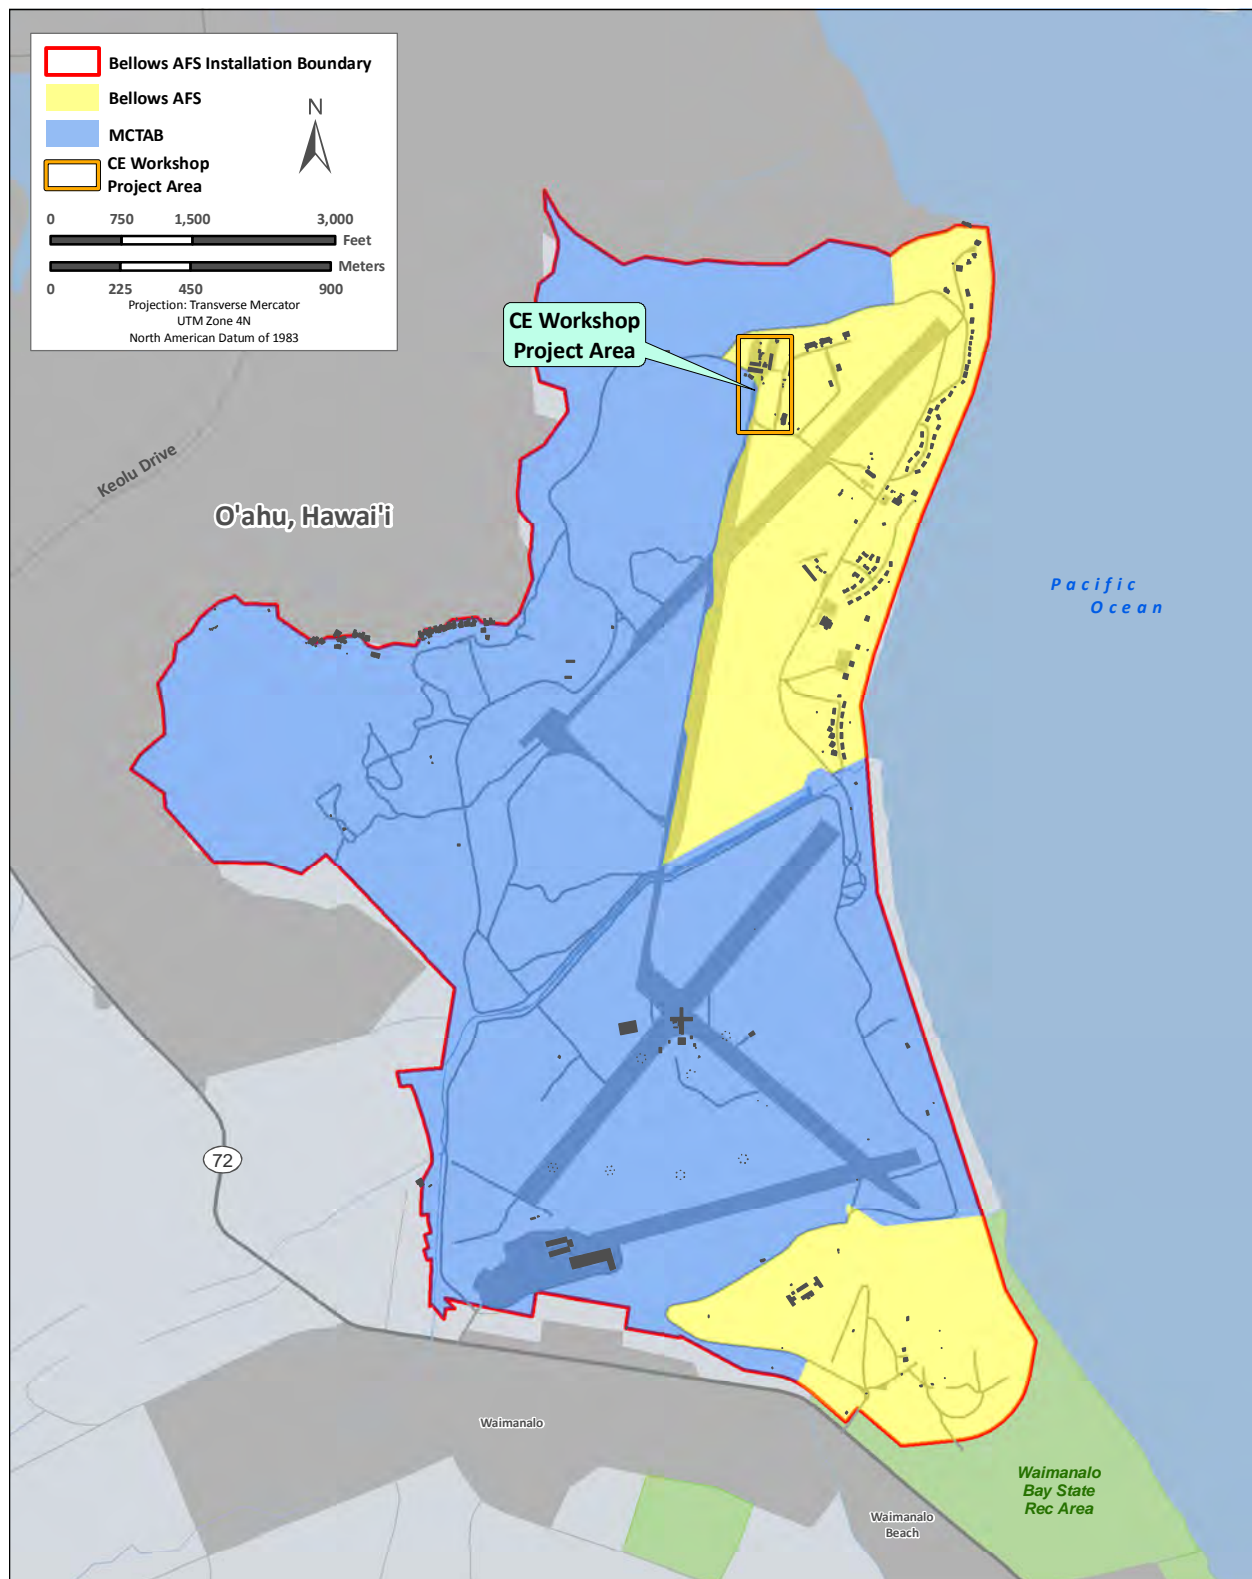 Bellows AFS Installation Boundary
Bellows AFS
MCTAB
CE Workshop
Project Area
N
0 750 1,500 3,000
Feet
Meters
0 225 450 900
Projection: Transverse Mercator
UTM Zone 4N
North American Datum of 1983
CE Workshop
Project Area
Keolu Drive
O'ahu, Hawai'i
Pacific
Ocean
72
Waimanalo
Waimanalo
Bay State
Rec Area
Waimanalo
Beach